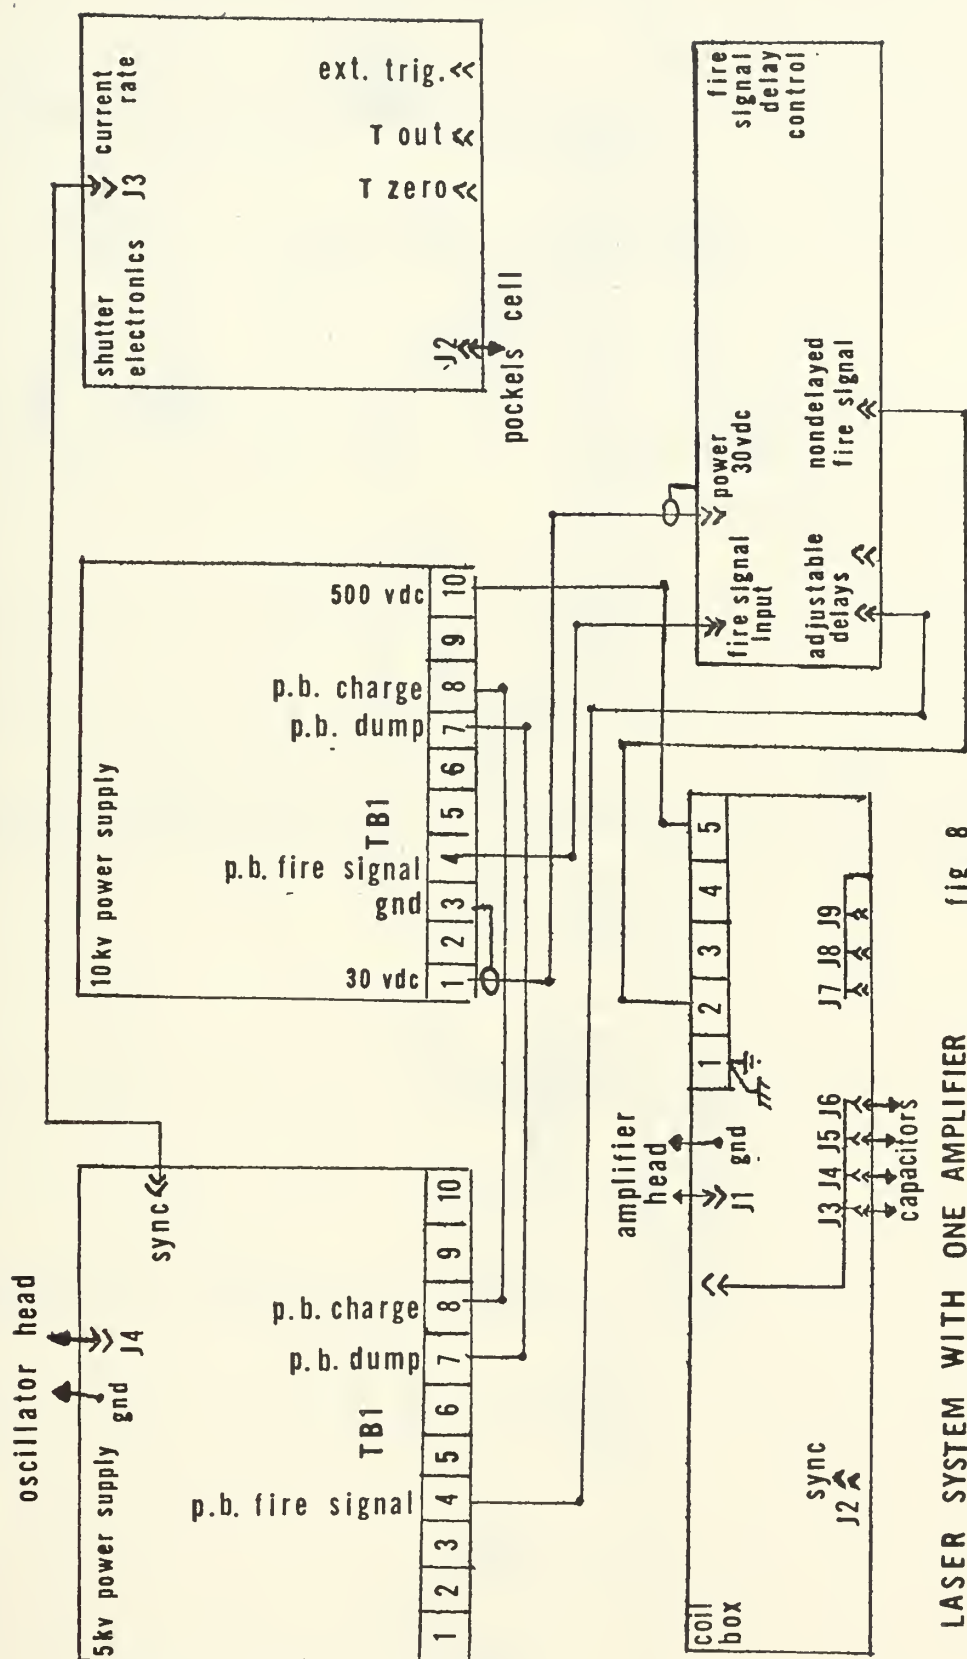 oscillator head
5kv power supply
gnd
J4
sync
p.b. fire signal
TB1
p.b. dump
p.b. charge
1 2 3 4 5 6 7 8 9 10
10kv power supply
30 vdc
gnd
p.b. fire signal
TB1
p.b. dump
p.b. charge
500 vdc
1 2 3 4 5 6 7 8 9 10
shutter
electronics
J3
current
rate
J2
T zero
T out
ext. trig.
pockels cell
coil
box
sync
J2
amplifier
head
J1
gnd
1 2 3 4 5
J3 J4 J5 J6
capacitors
J7 J8 J9
fire signal
input
power
30vdc
fire
signal
delay
control
adjustable
delays
nondelayed
fire signal
LASER SYSTEM WITH ONE AMPLIFIER
fig 8